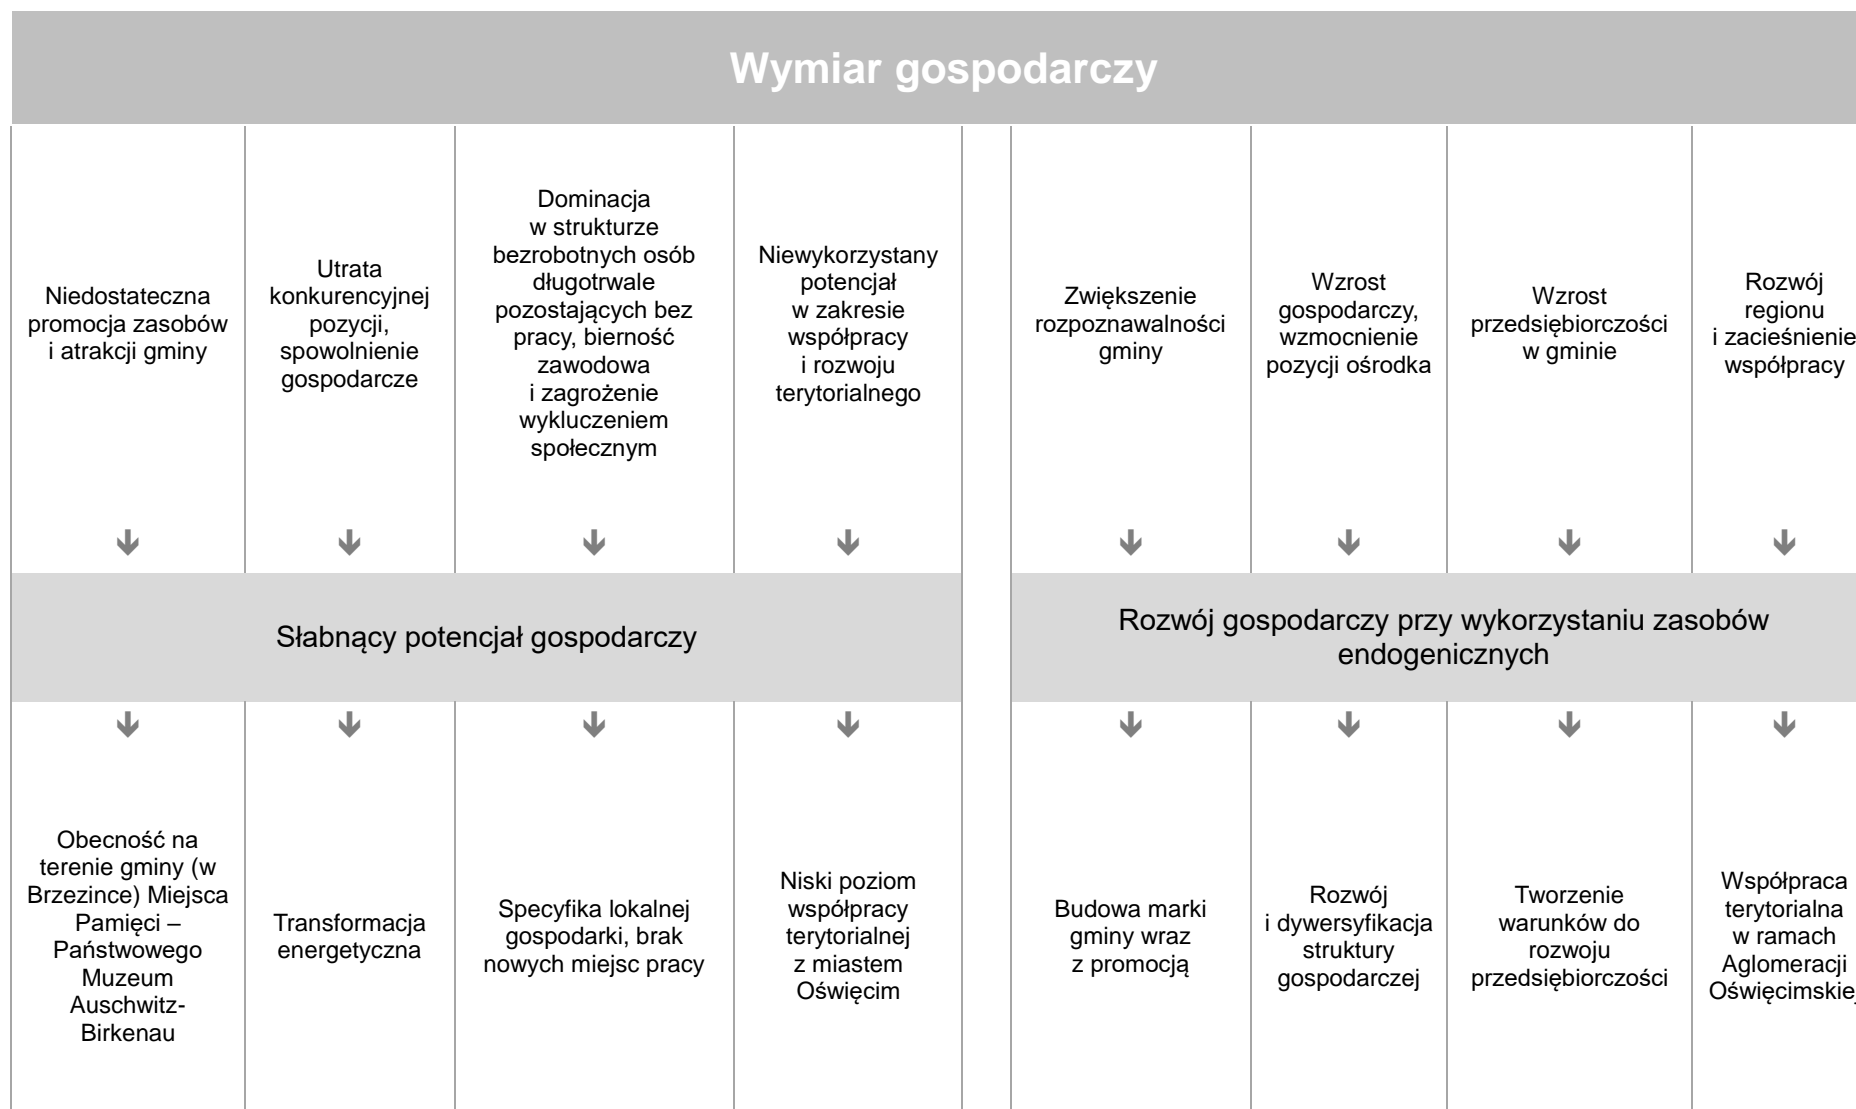 Wymiar gospodarczy
Niedostateczna
promocja zasobów
i atrakcji gminy
Utrata
konkurencyjnej
pozycji,
spowolnienie
gospodarcze
Dominacja
w strukturze
bezrobotnych osób
długotrwale
pozostających bez
pracy, bierność
zawodowa
i zagrożenie
wykluczeniem
społecznym
Niewykorzystany
potencjał
w zakresie
współpracy
i rozwoju
terytorialnego
Zwiększenie
rozpoznawalności
gminy
Wzrost
gospodarczy,
wzmocnienie
pozycji ośrodka
Wzrost
przedsiębiorczości
w gminie
Rozwój
regionu
i zacieśnienie
współpracy
Słabnący potencjał gospodarczy
Rozwój gospodarczy przy wykorzystaniu zasobów
endogenicznych
Obecność na
terenie gminy (w
Brzezince) Miejsca
Pamięci –
Państwowego
Muzeum
Auschwitz-
Birkenau
Transformacja
energetyczna
Specyfika lokalnej
gospodarki, brak
nowych miejsc pracy
Niski poziom
współpracy
terytorialnej
z miastem
Oświęcim
Budowa marki
gminy wraz
z promocją
Rozwój
i dywersyfikacja
struktury
gospodarczej
Tworzenie
warunków do
rozwoju
przedsiębiorczości
Współpraca
terytorialna
w ramach
Aglomeracji
Oświęcimskiej